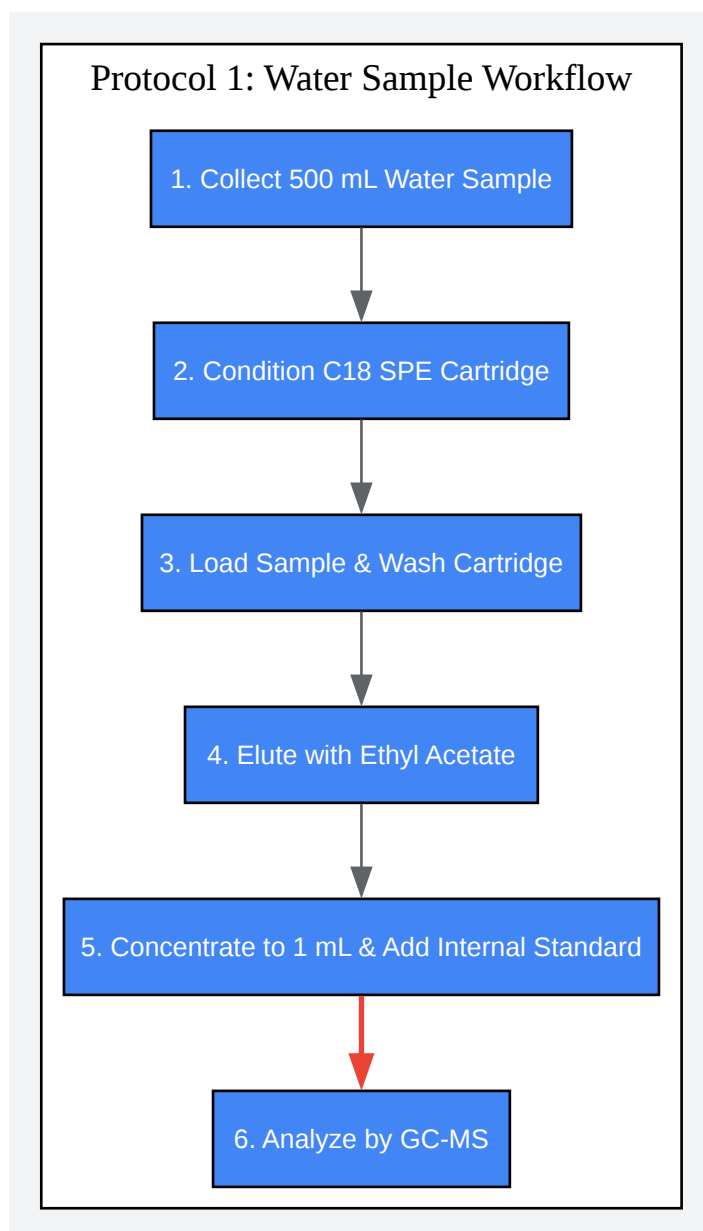 Protocol 1: Water Sample Workflow
1. Collect 500 mL Water Sample
2. Condition C18 SPE Cartridge
3. Load Sample & Wash Cartridge
4. Elute with Ethyl Acetate
5. Concentrate to 1 mL & Add Internal Standard
6. Analyze by GC-MS